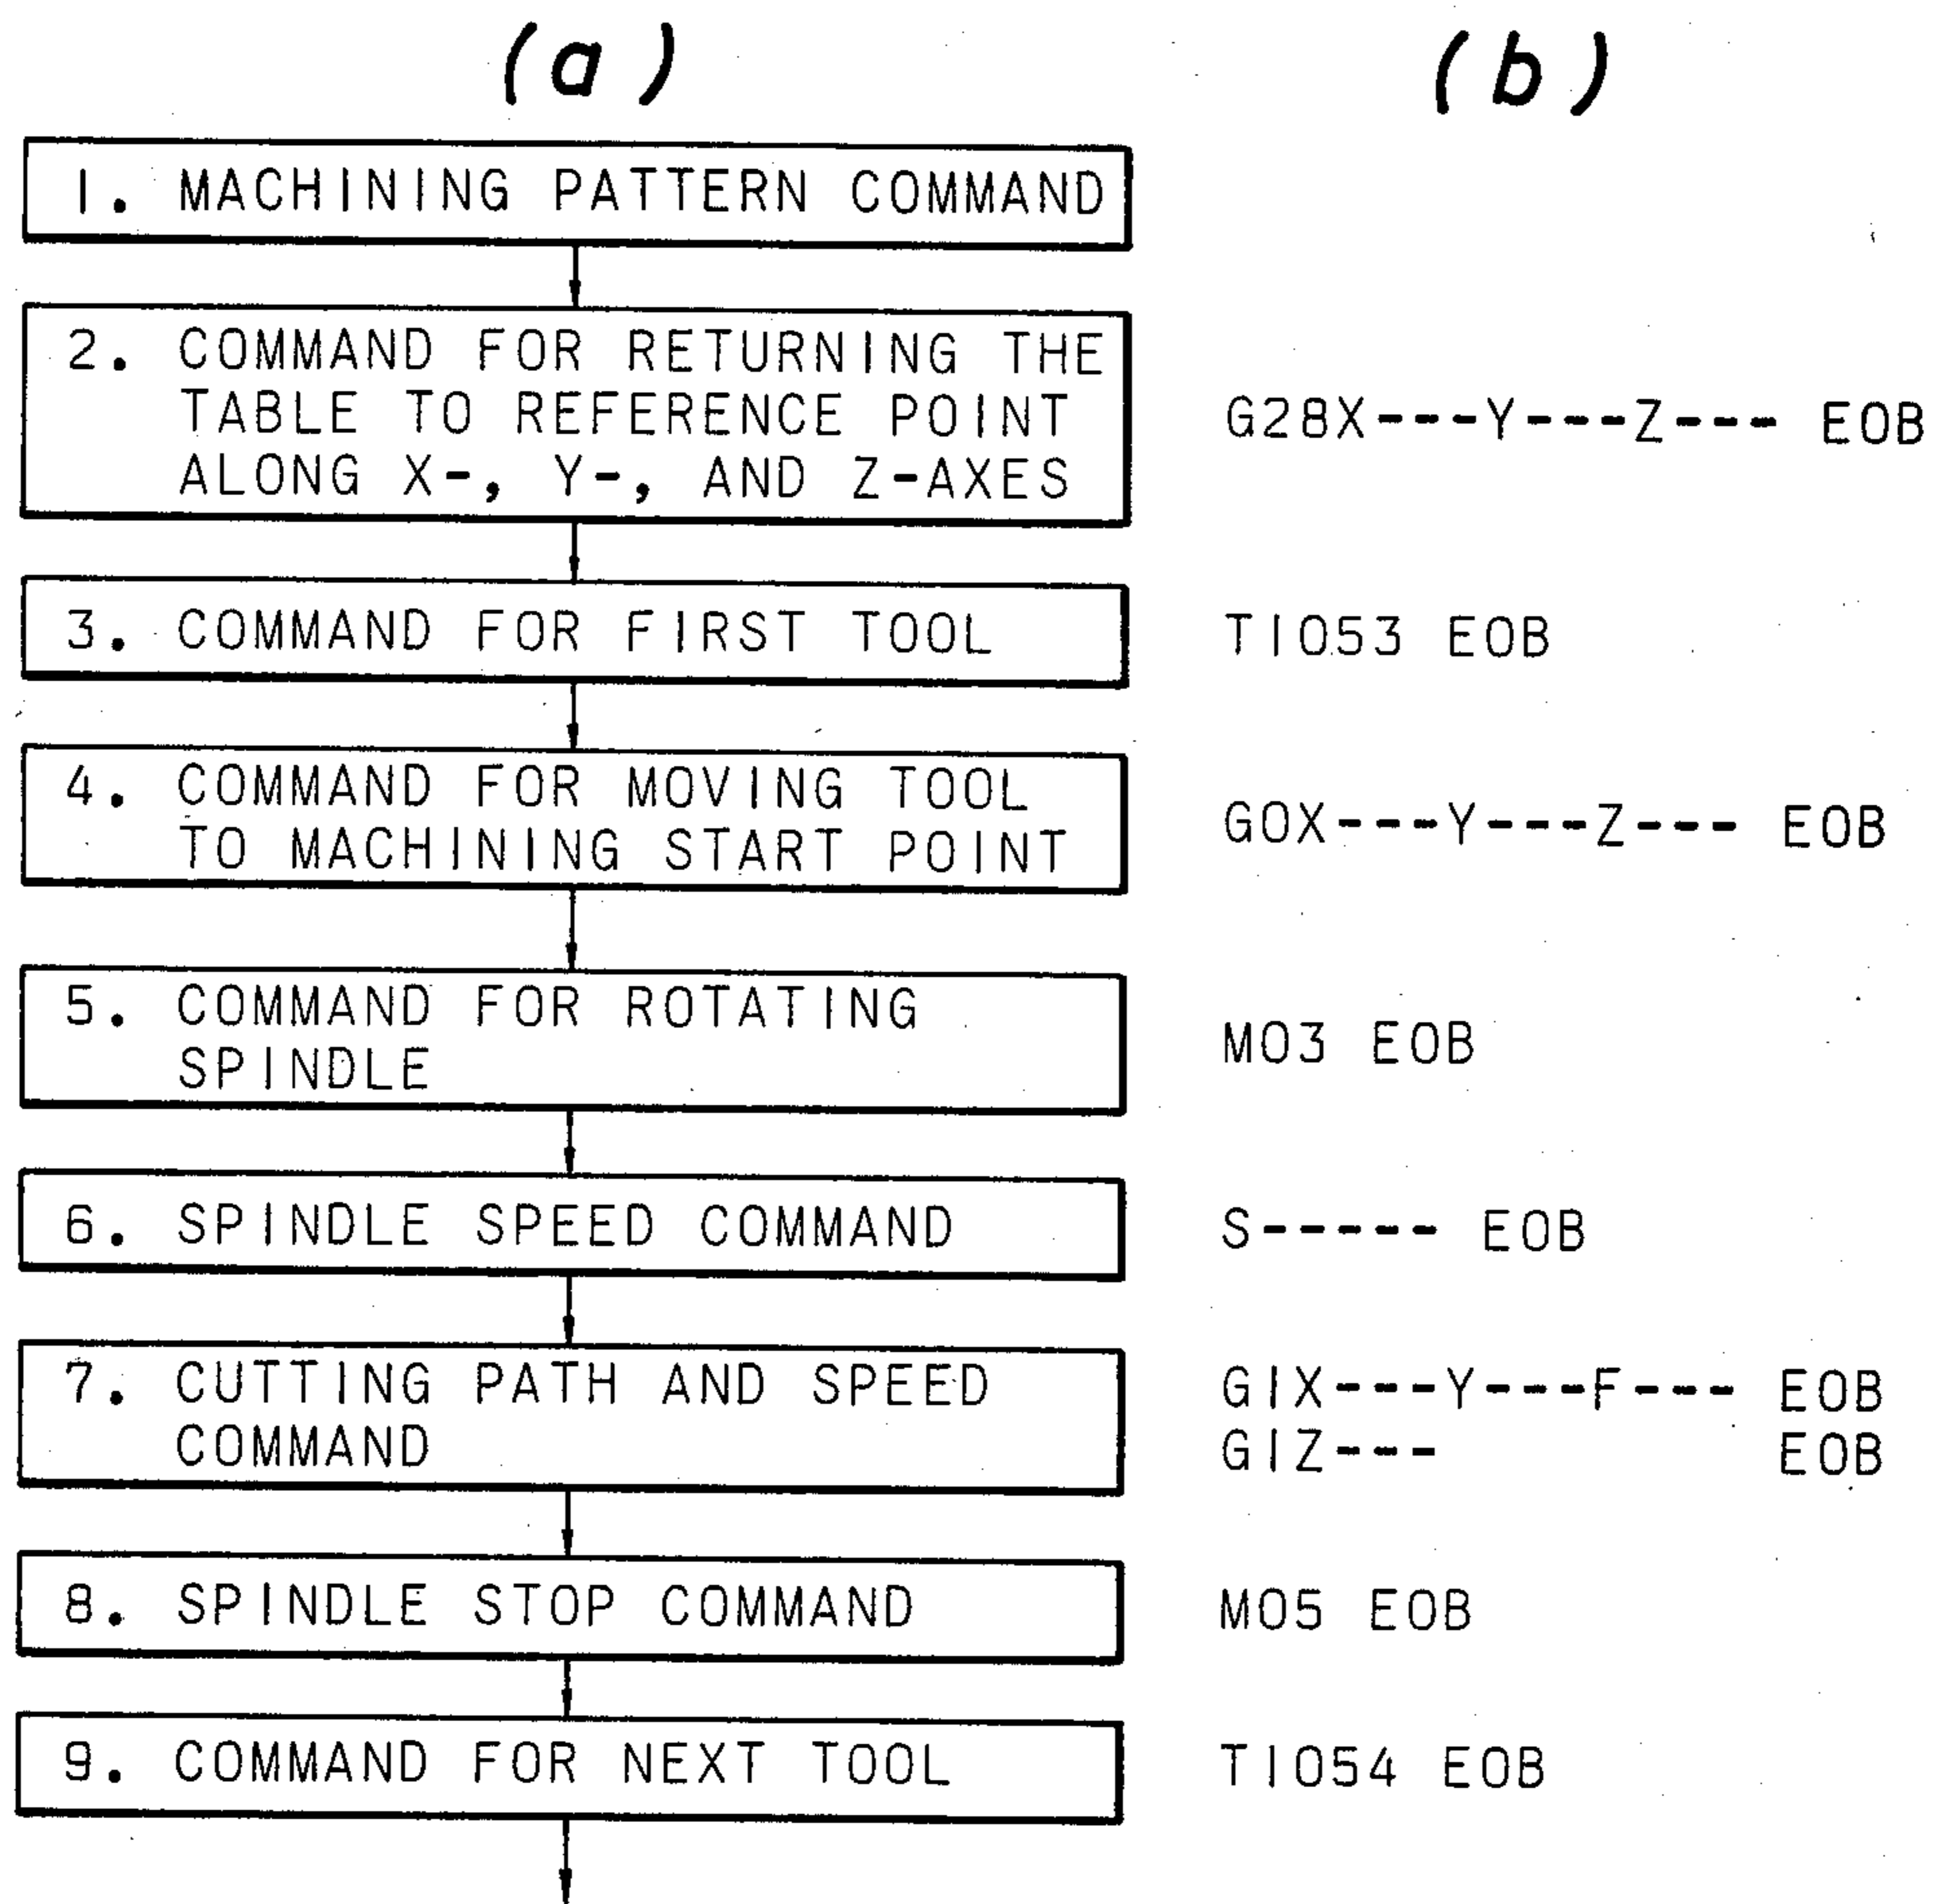 (a)
(b)
1. MACHINING PATTERN COMMAND
2. COMMAND FOR RETURNING THE
TABLE TO REFERENCE POINT
ALONG X-, Y-, AND Z-AXES
G28X---Y---Z--- EOB
3. COMMAND FOR FIRST TOOL
T1053 EOB
4. COMMAND FOR MOVING TOOL
TO MACHINING START POINT
G0X---Y---Z--- EOB
5. COMMAND FOR ROTATING
SPINDLE
M03 EOB
6. SPINDLE SPEED COMMAND
S----- EOB
7. CUTTING PATH AND SPEED
COMMAND
G1X---Y---F--- EOB
G1Z--- EOB
8. SPINDLE STOP COMMAND
M05 EOB
9. COMMAND FOR NEXT TOOL
T1054 EOB